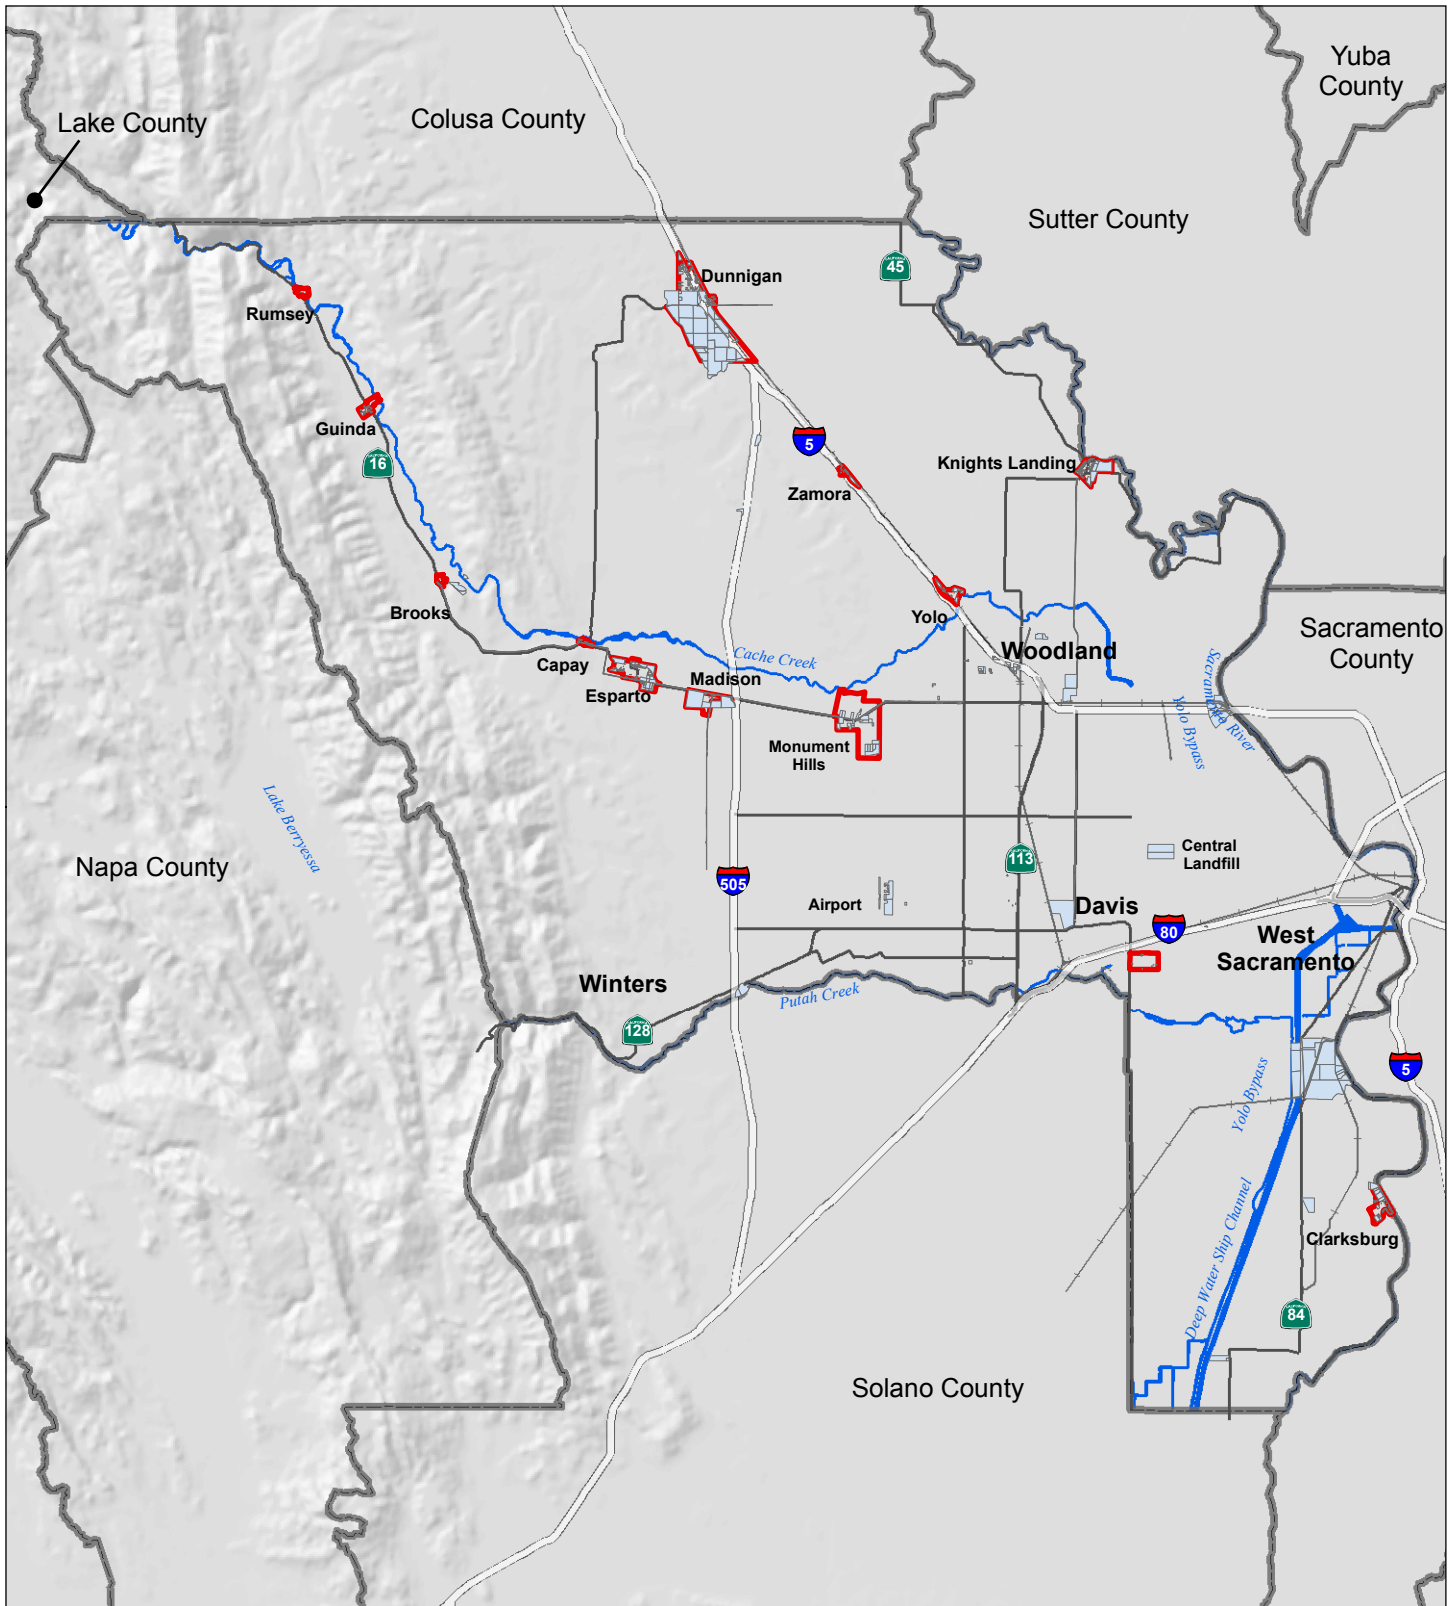 Yuba
County
Lake County
Colusa County
Sutter County
45
Dunnigan
Rumsey
Guinda
16
5
Knights Landing
Zamora
Brooks
Yolo
Woodland
Sacramento
County
Cache Creek
Capay
Madison
Esparto
Sacramento River
Yolo Bypass
Monument
Hills
Lake Berryessa
Napa County
113
Central
Landfill
505
Airport
Davis
80
West
Sacramento
Winters
Putah Creek
128
5
Yolo Bypass
Deep Water Ship Channel
Clarksburg
84
Solano County